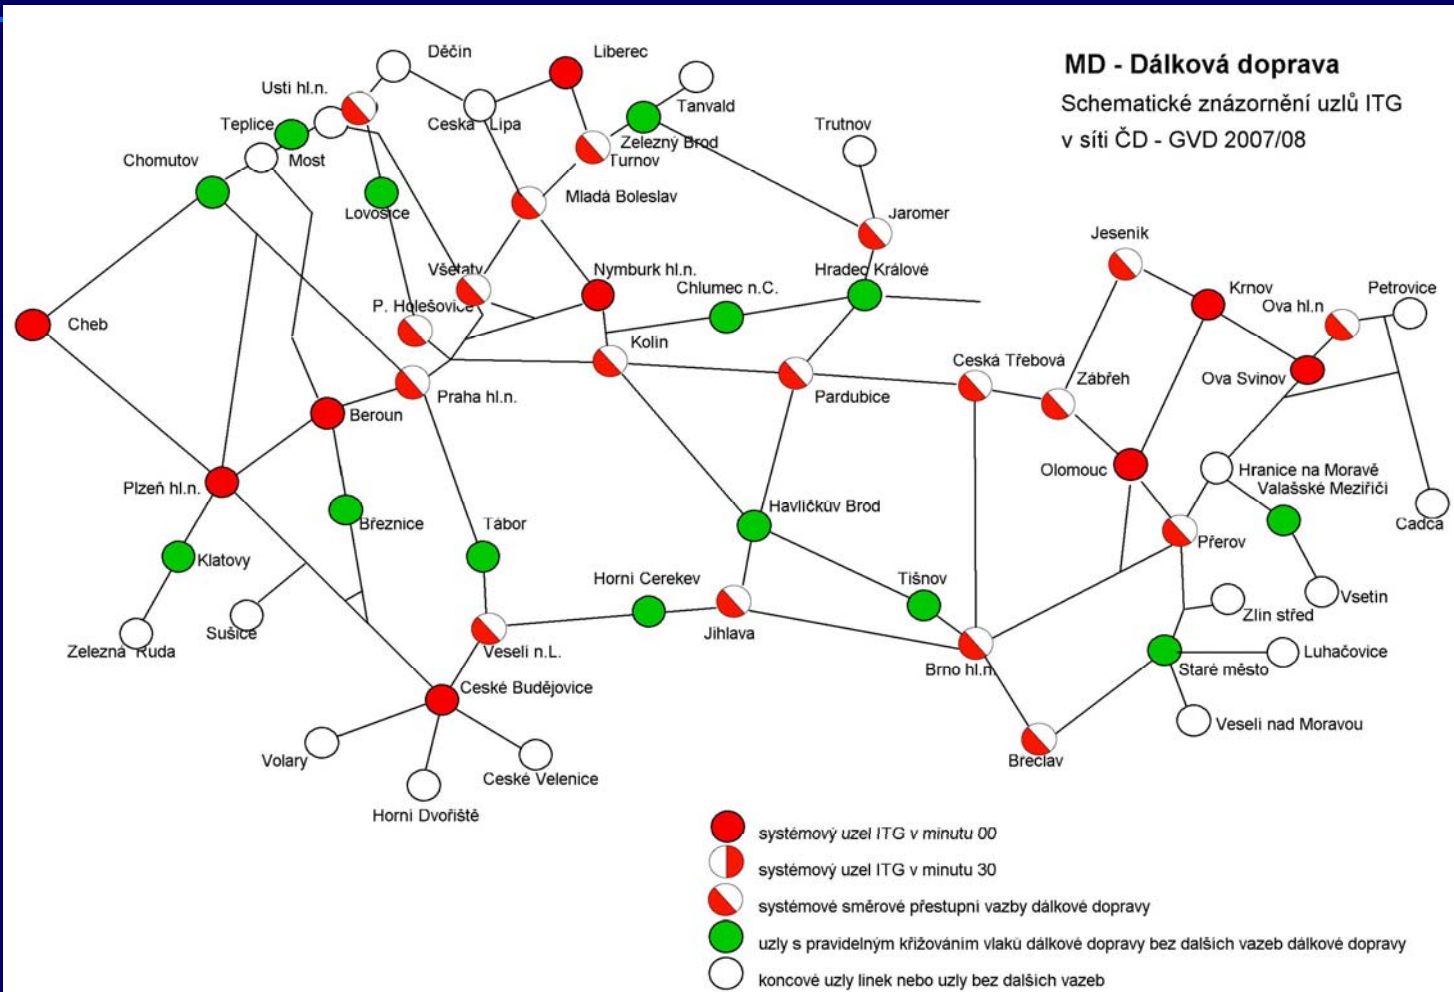 MD - Dálková doprava
Schematické znázornění uzlů ITG
v síti ČD - GVD 2007/08
Děčín
Liberec
Usti hl.n.
Tanvald
Teplice
Ceska Lipa
Železný Brod
Trutnov
Chomutov
Most
Turnov
Mladá Boleslav
Lovosice
Jaromer
Jesenik
Všetaty
Nymburk hl.n.
Hradec Králové
Chlumec n.C.
Krnov
Petrovice
P. Holešovice
Ova hl.n
Cheb
Kolin
Ceská Třebová
Zábřeh
Ova Svinov
Praha hl.n.
Pardubice
Beroun
Olomouc
Hranice na Moravě
Plzeň hl.n.
Valašské Meziřiči
Havlíčkův Brod
Březnice
Tábor
Cadca
Přerov
Klatovy
Horni Cerekev
Tišnov
Vsetin
Zlin střed
Sušice
Jihlava
Železná Ruda
Veseli n.L.
Luhačovice
Brno hl.n.
Staré město
České Budějovice
Veseli nad Moravou
Volary
Breclav
České Velenice
Horni Dvořiště
systémový uzel ITG v minutu 00
systémový uzel ITG v minutu 30
systémové směrové přestupni vazby dálkové dopravy
uzly s pravidelným křižováním vlaků dálkové dopravy bez dalšich vazeb dálkové dopravy
koncové uzly linek nebo uzly bez dalšich vazeb